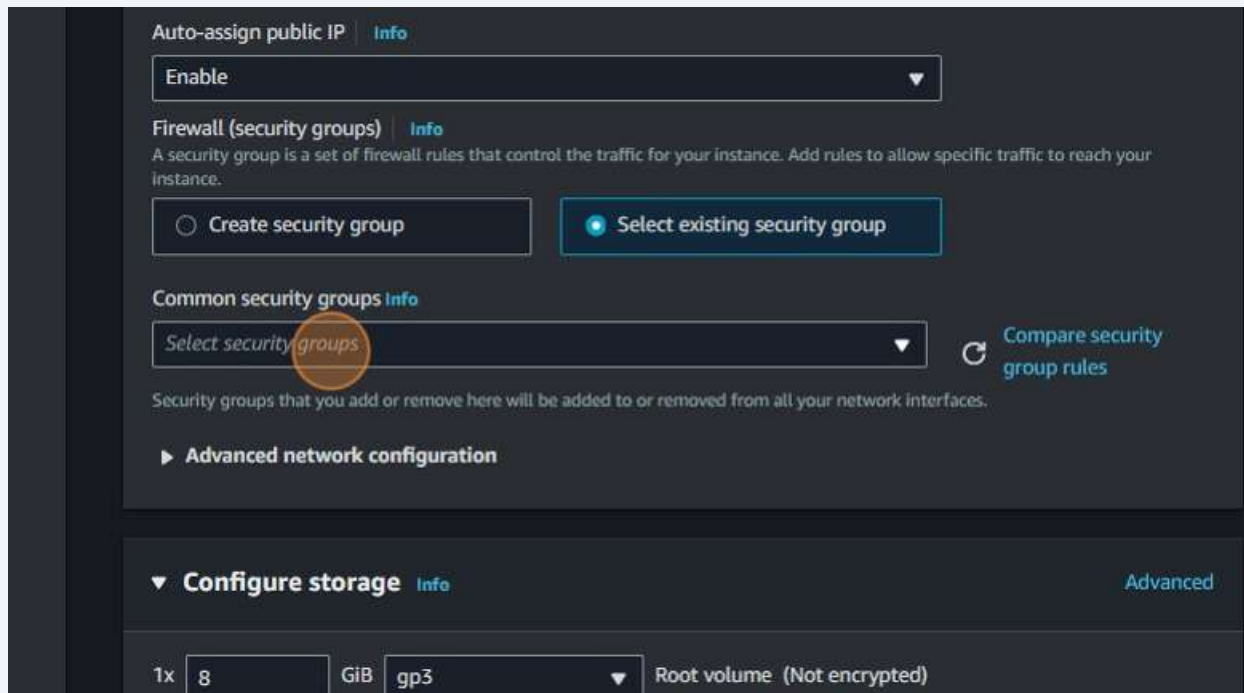 Auto-assign public IP Info
Enable
Firewall (security groups) Info
A security group is a set of firewall rules that control the traffic for your instance. Add rules to allow specific traffic to reach your
instance.
Create security group Select existing security group
Common security groups Info
Select security groups
Compare security
group rules
Security groups that you add or remove here will be added to or removed from all your network interfaces.
Advanced network configuration
Configure storage Info Advanced
1x 8 GiB gp3 Root volume (Not encrypted)